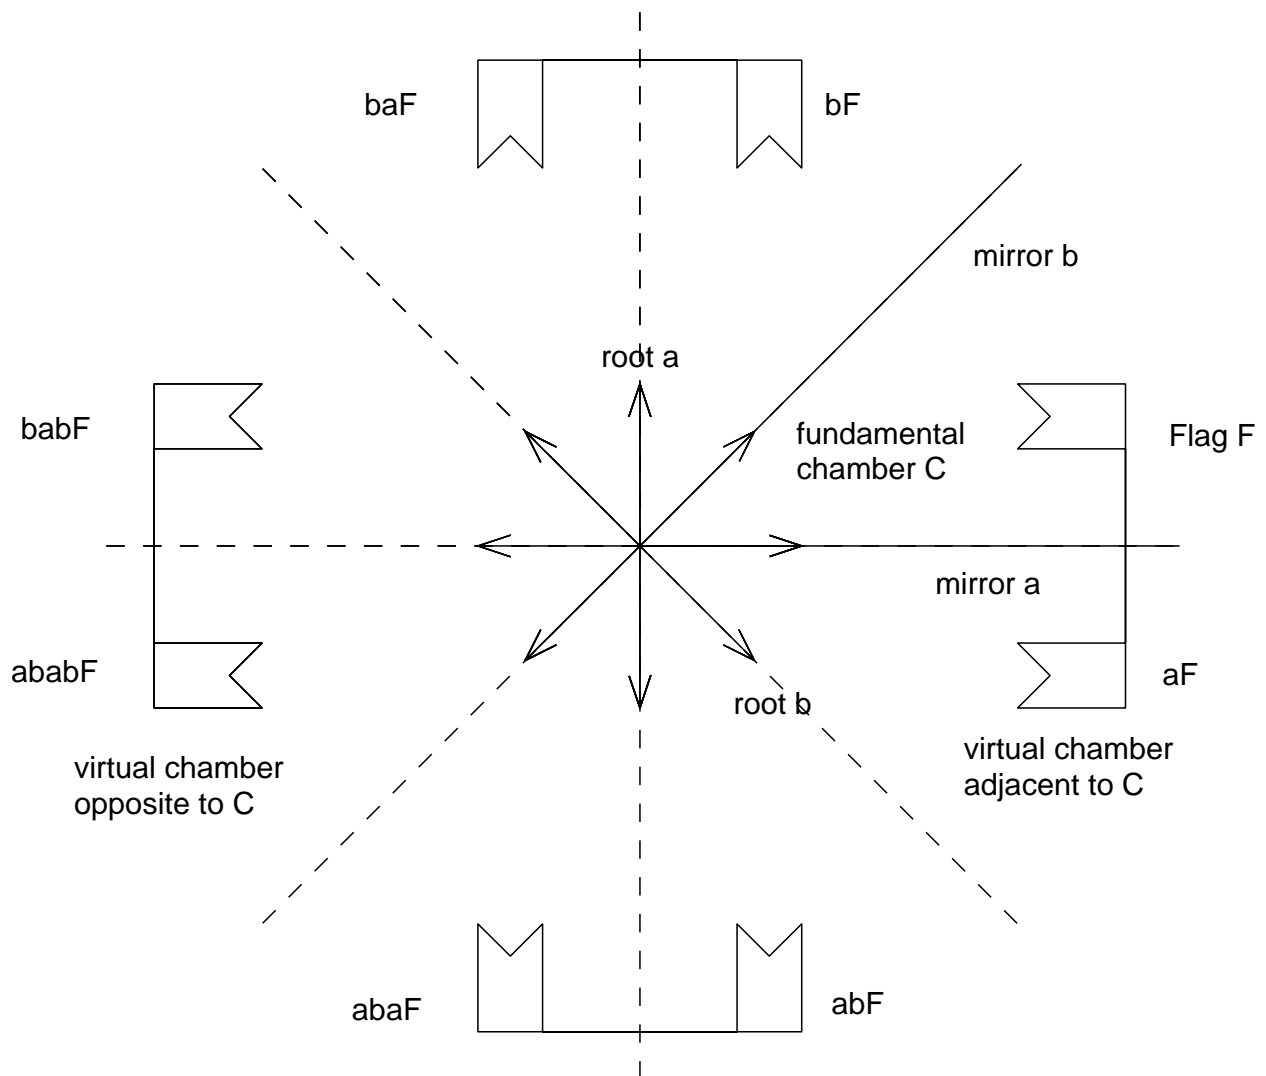 baF
bF
mirror b
root a
babF
fundamental
chamber C
Flag F
mirror a
ababF
root b
aF
virtual chamber
opposite to C
virtual chamber
adjacent to C
abaF
abF